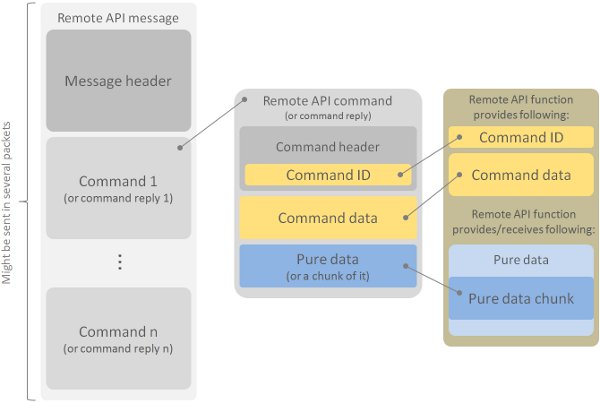 Might be sent in several packets
Remote API message
Message header
Command 1
(or command reply 1)
Command n
(or command reply n)
Remote API command
(or command reply)
Command header
Command ID
Command data
Pure data
(or a chunk of it)
Remote API function
provides following:
Command ID
Command data
Remote API function
provides/receives following:
Pure data
Pure data chunk